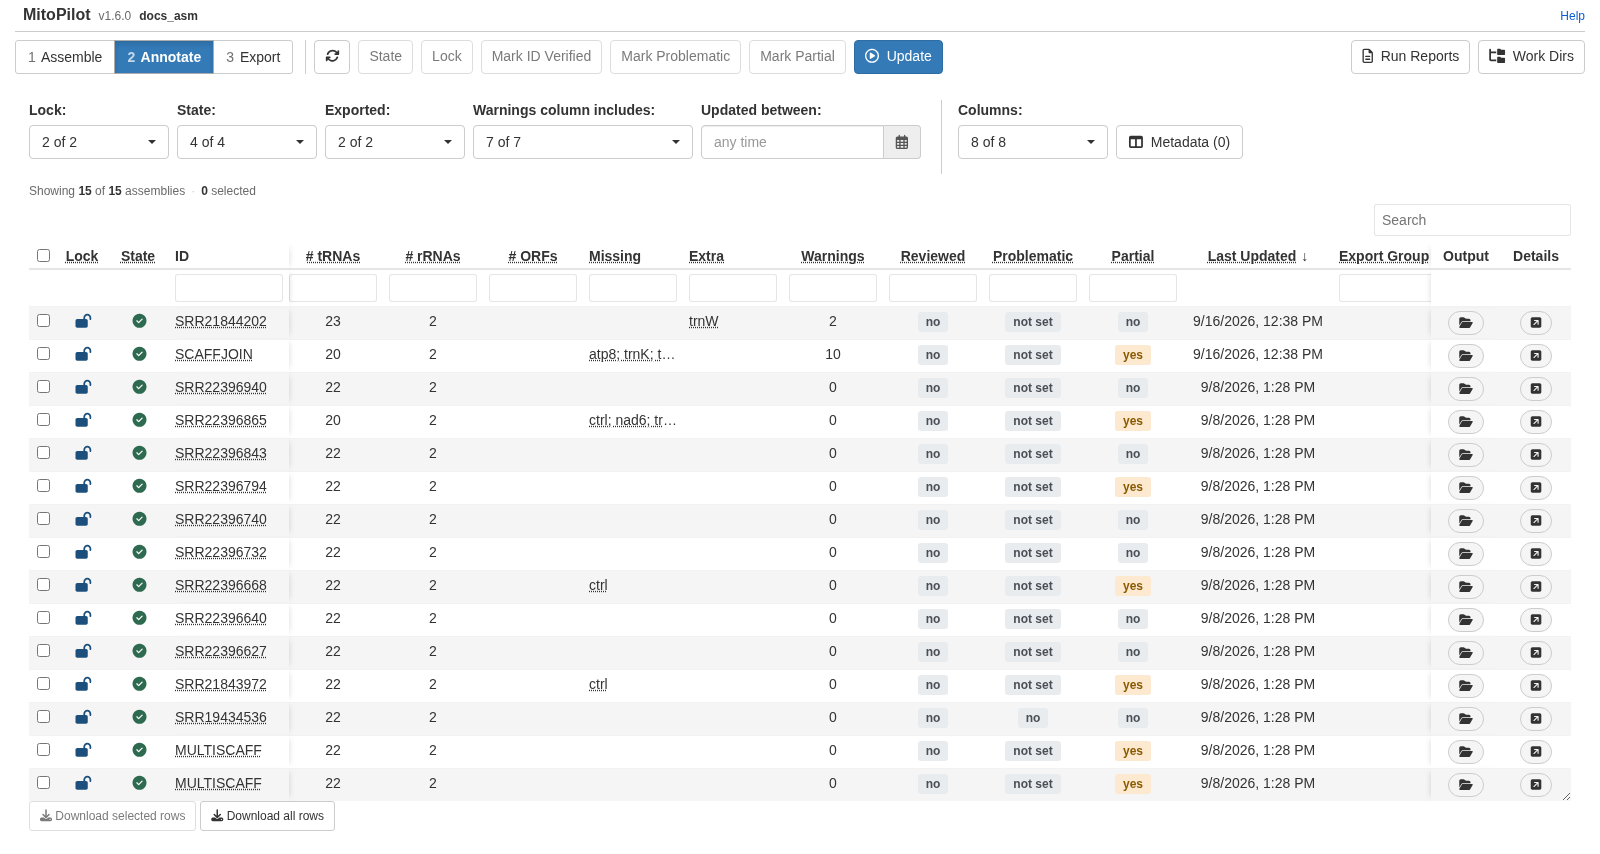 MitoPilot v1.6.0 docs_asm Help
1 Assemble 2 Annotate 3 Export State Lock Mark ID Verified Mark Problematic Mark Partial Update Run Reports Work Dirs
Lock: State: Exported: Warnings column includes: Updated between: Columns:
2 of 2 4 of 4 2 of 2 7 of 7 any time 8 of 8 Metadata (0)
Showing 15 of 15 assemblies · 0 selected
Search
Lock State ID # tRNAs # rRNAs # ORFs Missing Extra Warnings Reviewed Problematic Partial Last Updated ↓ Export Group Output Details
SRR21844202 23 2 trnW 2 no not set no 9/16/2026, 12:38 PM
SCAFFJOIN 20 2 atp8; trnK; t… 10 no not set yes 9/16/2026, 12:38 PM
SRR22396940 22 2 0 no not set no 9/8/2026, 1:28 PM
SRR22396865 20 2 ctrl; nad6; tr… 0 no not set yes 9/8/2026, 1:28 PM
SRR22396843 22 2 0 no not set no 9/8/2026, 1:28 PM
SRR22396794 22 2 0 no not set yes 9/8/2026, 1:28 PM
SRR22396740 22 2 0 no not set no 9/8/2026, 1:28 PM
SRR22396732 22 2 0 no not set no 9/8/2026, 1:28 PM
SRR22396668 22 2 ctrl 0 no not set yes 9/8/2026, 1:28 PM
SRR22396640 22 2 0 no not set no 9/8/2026, 1:28 PM
SRR22396627 22 2 0 no not set no 9/8/2026, 1:28 PM
SRR21843972 22 2 ctrl 0 no not set yes 9/8/2026, 1:28 PM
SRR19434536 22 2 0 no no no 9/8/2026, 1:28 PM
MULTISCAFF 22 2 0 no not set yes 9/8/2026, 1:28 PM
MULTISCAFF 22 2 0 no not set yes 9/8/2026, 1:28 PM
Download selected rows Download all rows